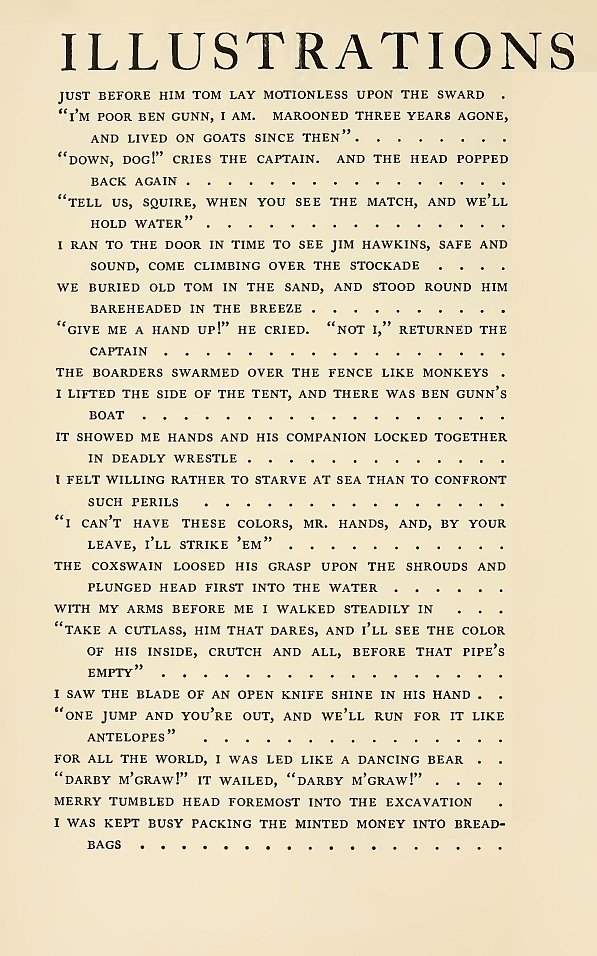 ILLUSTRATIONS
JUST BEFORE HIM TOM LAY MOTIONLESS UPON THE SWARD .
"I'M POOR BEN GUNN, I AM. MAROONED THREE YEARS AGONE,
AND LIVED ON GOATS SINCE THEN" . . . . . . . .
"DOWN, DOG!" CRIES THE CAPTAIN. AND THE HEAD POPPED
BACK AGAIN . . . . . . . . . . . . . . . .
"TELL US, SQUIRE, WHEN YOU SEE THE MATCH, AND WE'LL
HOLD WATER" . . . . . . . . . . . . . . .
I RAN TO THE DOOR IN TIME TO SEE JIM HAWKINS, SAFE AND
SOUND, COME CLIMBING OVER THE STOCKADE . . . .
WE BURIED OLD TOM IN THE SAND, AND STOOD ROUND HIM
BAREHEADED IN THE BREEZE . . . . . . . . . .
"GIVE ME A HAND UP!" HE CRIED. "NOT I," RETURNED THE
CAPTAIN . . . . . . . . . . . . . . . . .
THE BOARDERS SWARMED OVER THE FENCE LIKE MONKEYS .
I LIFTED THE SIDE OF THE TENT, AND THERE WAS BEN GUNN'S
BOAT . . . . . . . . . . . . . . . . . .
IT SHOWED ME HANDS AND HIS COMPANION LOCKED TOGETHER
IN DEADLY WRESTLE . . . . . . . . . . . . .
I FELT WILLING RATHER TO STARVE AT SEA THAN TO CONFRONT
SUCH PERILS . . . . . . . . . . . . . . .
"I CAN'T HAVE THESE COLORS, MR. HANDS, AND, BY YOUR
LEAVE, I'LL STRIKE 'EM" . . . . . . . . . . .
THE COXSWAIN LOOSED HIS GRASP UPON THE SHROUDS AND
PLUNGED HEAD FIRST INTO THE WATER . . . . . .
WITH MY ARMS BEFORE ME I WALKED STEADILY IN . . .
"TAKE A CUTLASS, HIM THAT DARES, AND I'LL SEE THE COLOR
OF HIS INSIDE, CRUTCH AND ALL, BEFORE THAT PIPE'S
EMPTY" . . . . . . . . . . . . . . . . .
I SAW THE BLADE OF AN OPEN KNIFE SHINE IN HIS HAND . .
"ONE JUMP AND YOU'RE OUT, AND WE'LL RUN FOR IT LIKE
ANTELOPES" . . . . . . . . . . . . . . .
FOR ALL THE WORLD, I WAS LED LIKE A DANCING BEAR . .
"DARBY M'GRAW!" IT WAILED, "DARBY M'GRAW!" . . . .
MERRY TUMBLED HEAD FOREMOST INTO THE EXCAVATION .
I WAS KEPT BUSY PACKING THE MINTED MONEY INTO BREAD-
BAGS . . . . . . . . . . . . . . . . . .